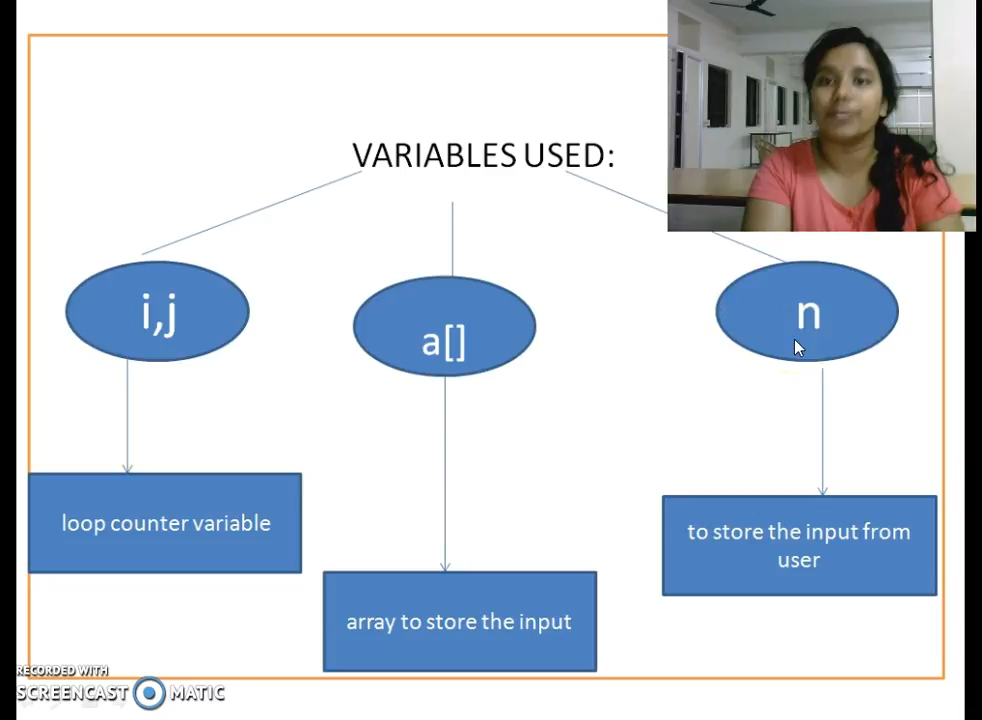 VARIABLES USED:
i,j
a[]
n
loop counter variable
to store the input from
user
array to store the input
RECORDED WITH
SCREENCAST MATIC